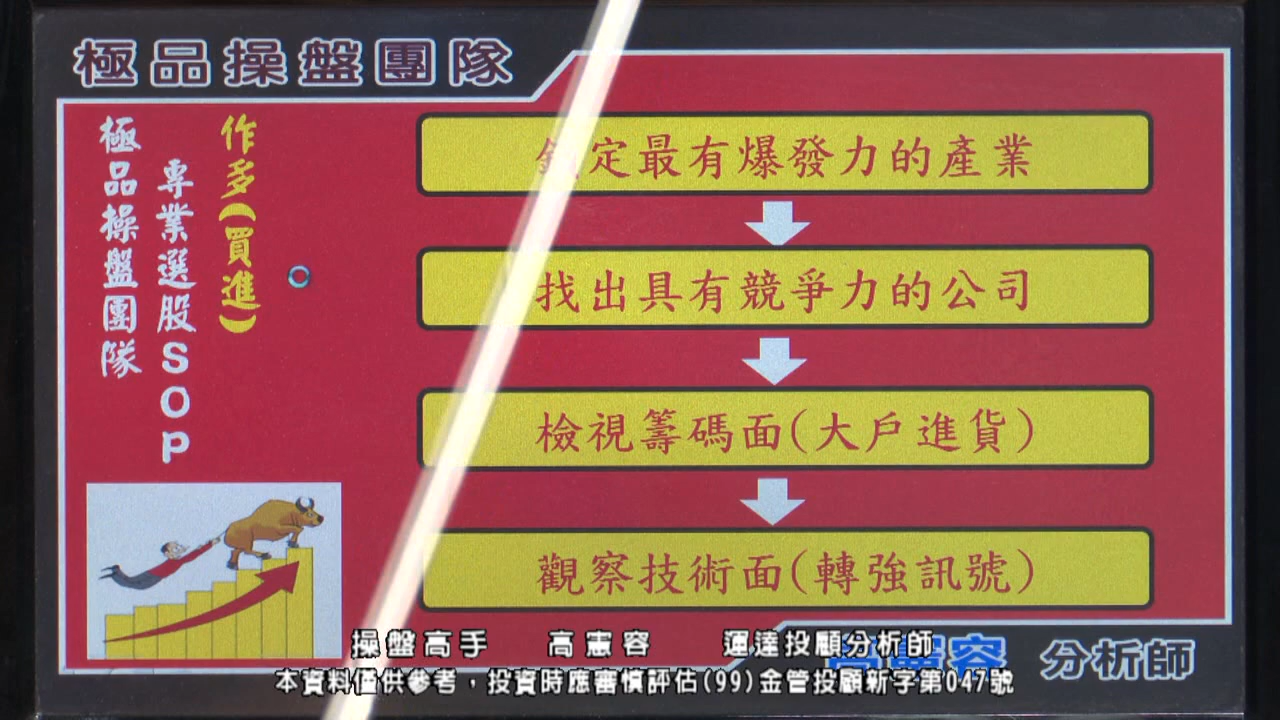 極品操盤團隊
作多(買進)
專業選股SOP
極品操盤團隊
定最有爆發力的產業
找出具有競爭力的公司
檢視籌碼面(大戶進貨)
觀察技術面(轉強訊號)
操盤高手 高憲容 運達投顧分析師
高憲容 分析師
本資料僅供參考，投資時應審慎評估(99)金管投顧新字第047號